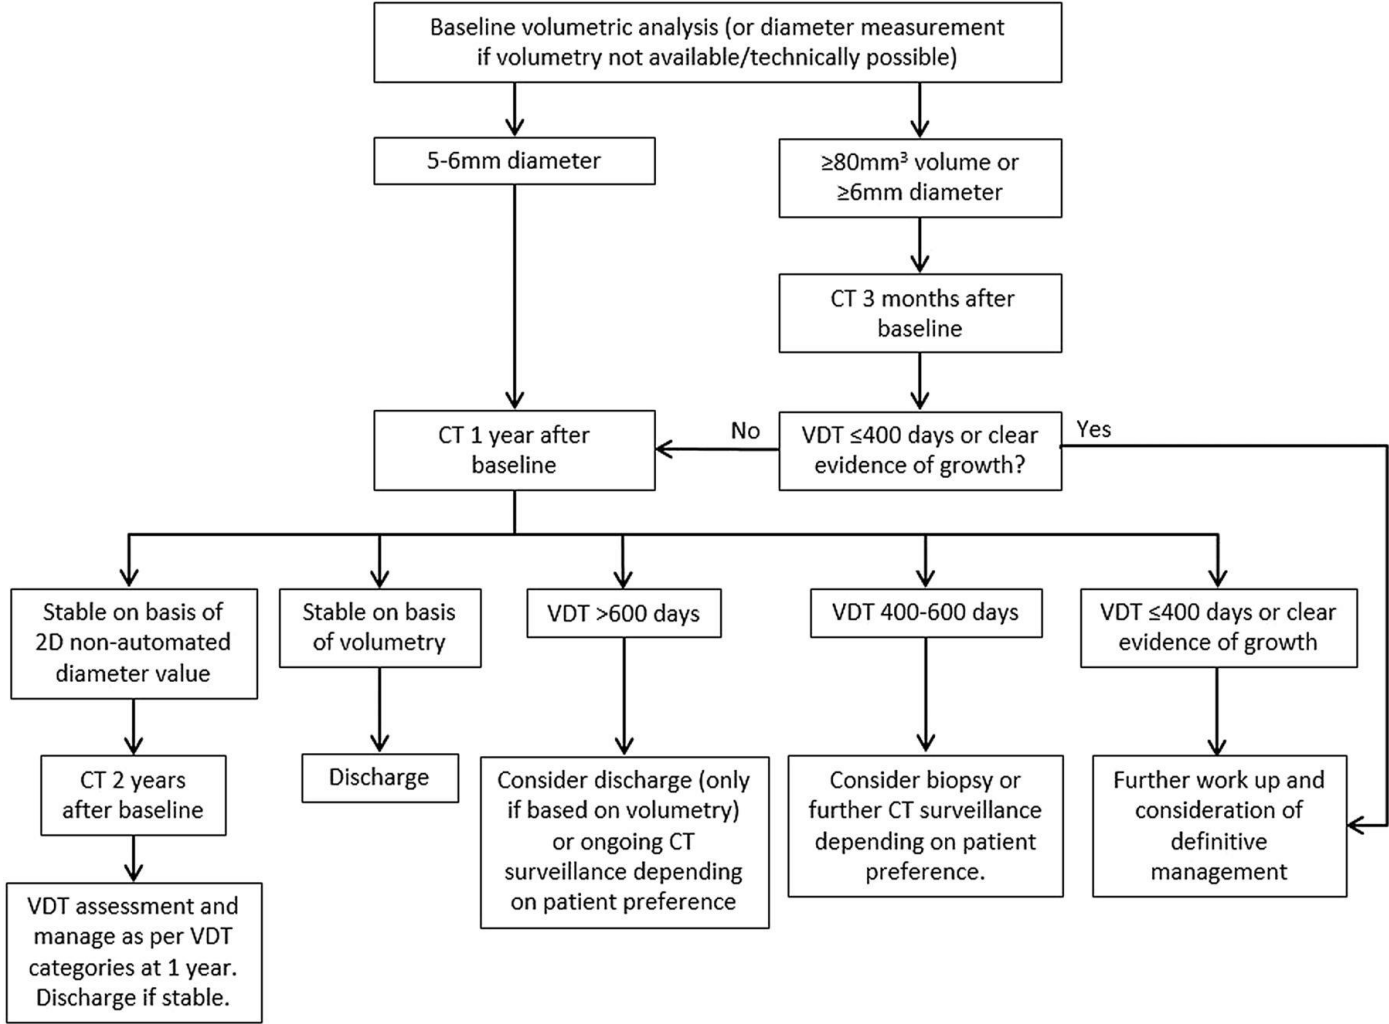 Baseline volumetric analysis (or diameter measurement
if volumetry not available/technically possible)
5-6mm diameter
≥80mm³ volume or
≥6mm diameter
CT 3 months after
baseline
CT 1 year after
baseline
No
VDT ≤400 days or clear
evidence of growth?
Yes
Stable on basis of
2D non-automated
diameter value
Stable on basis
of volumetry
VDT >600 days
VDT 400-600 days
VDT ≤400 days or clear
evidence of growth
CT 2 years
after baseline
Discharge
Consider discharge (only
if based on volumetry)
or ongoing CT
surveillance depending
on patient preference
Consider biopsy or
further CT surveillance
depending on patient
preference.
Further work up and
consideration of
definitive
management
VDT assessment and
manage as per VDT
categories at 1 year.
Discharge if stable.